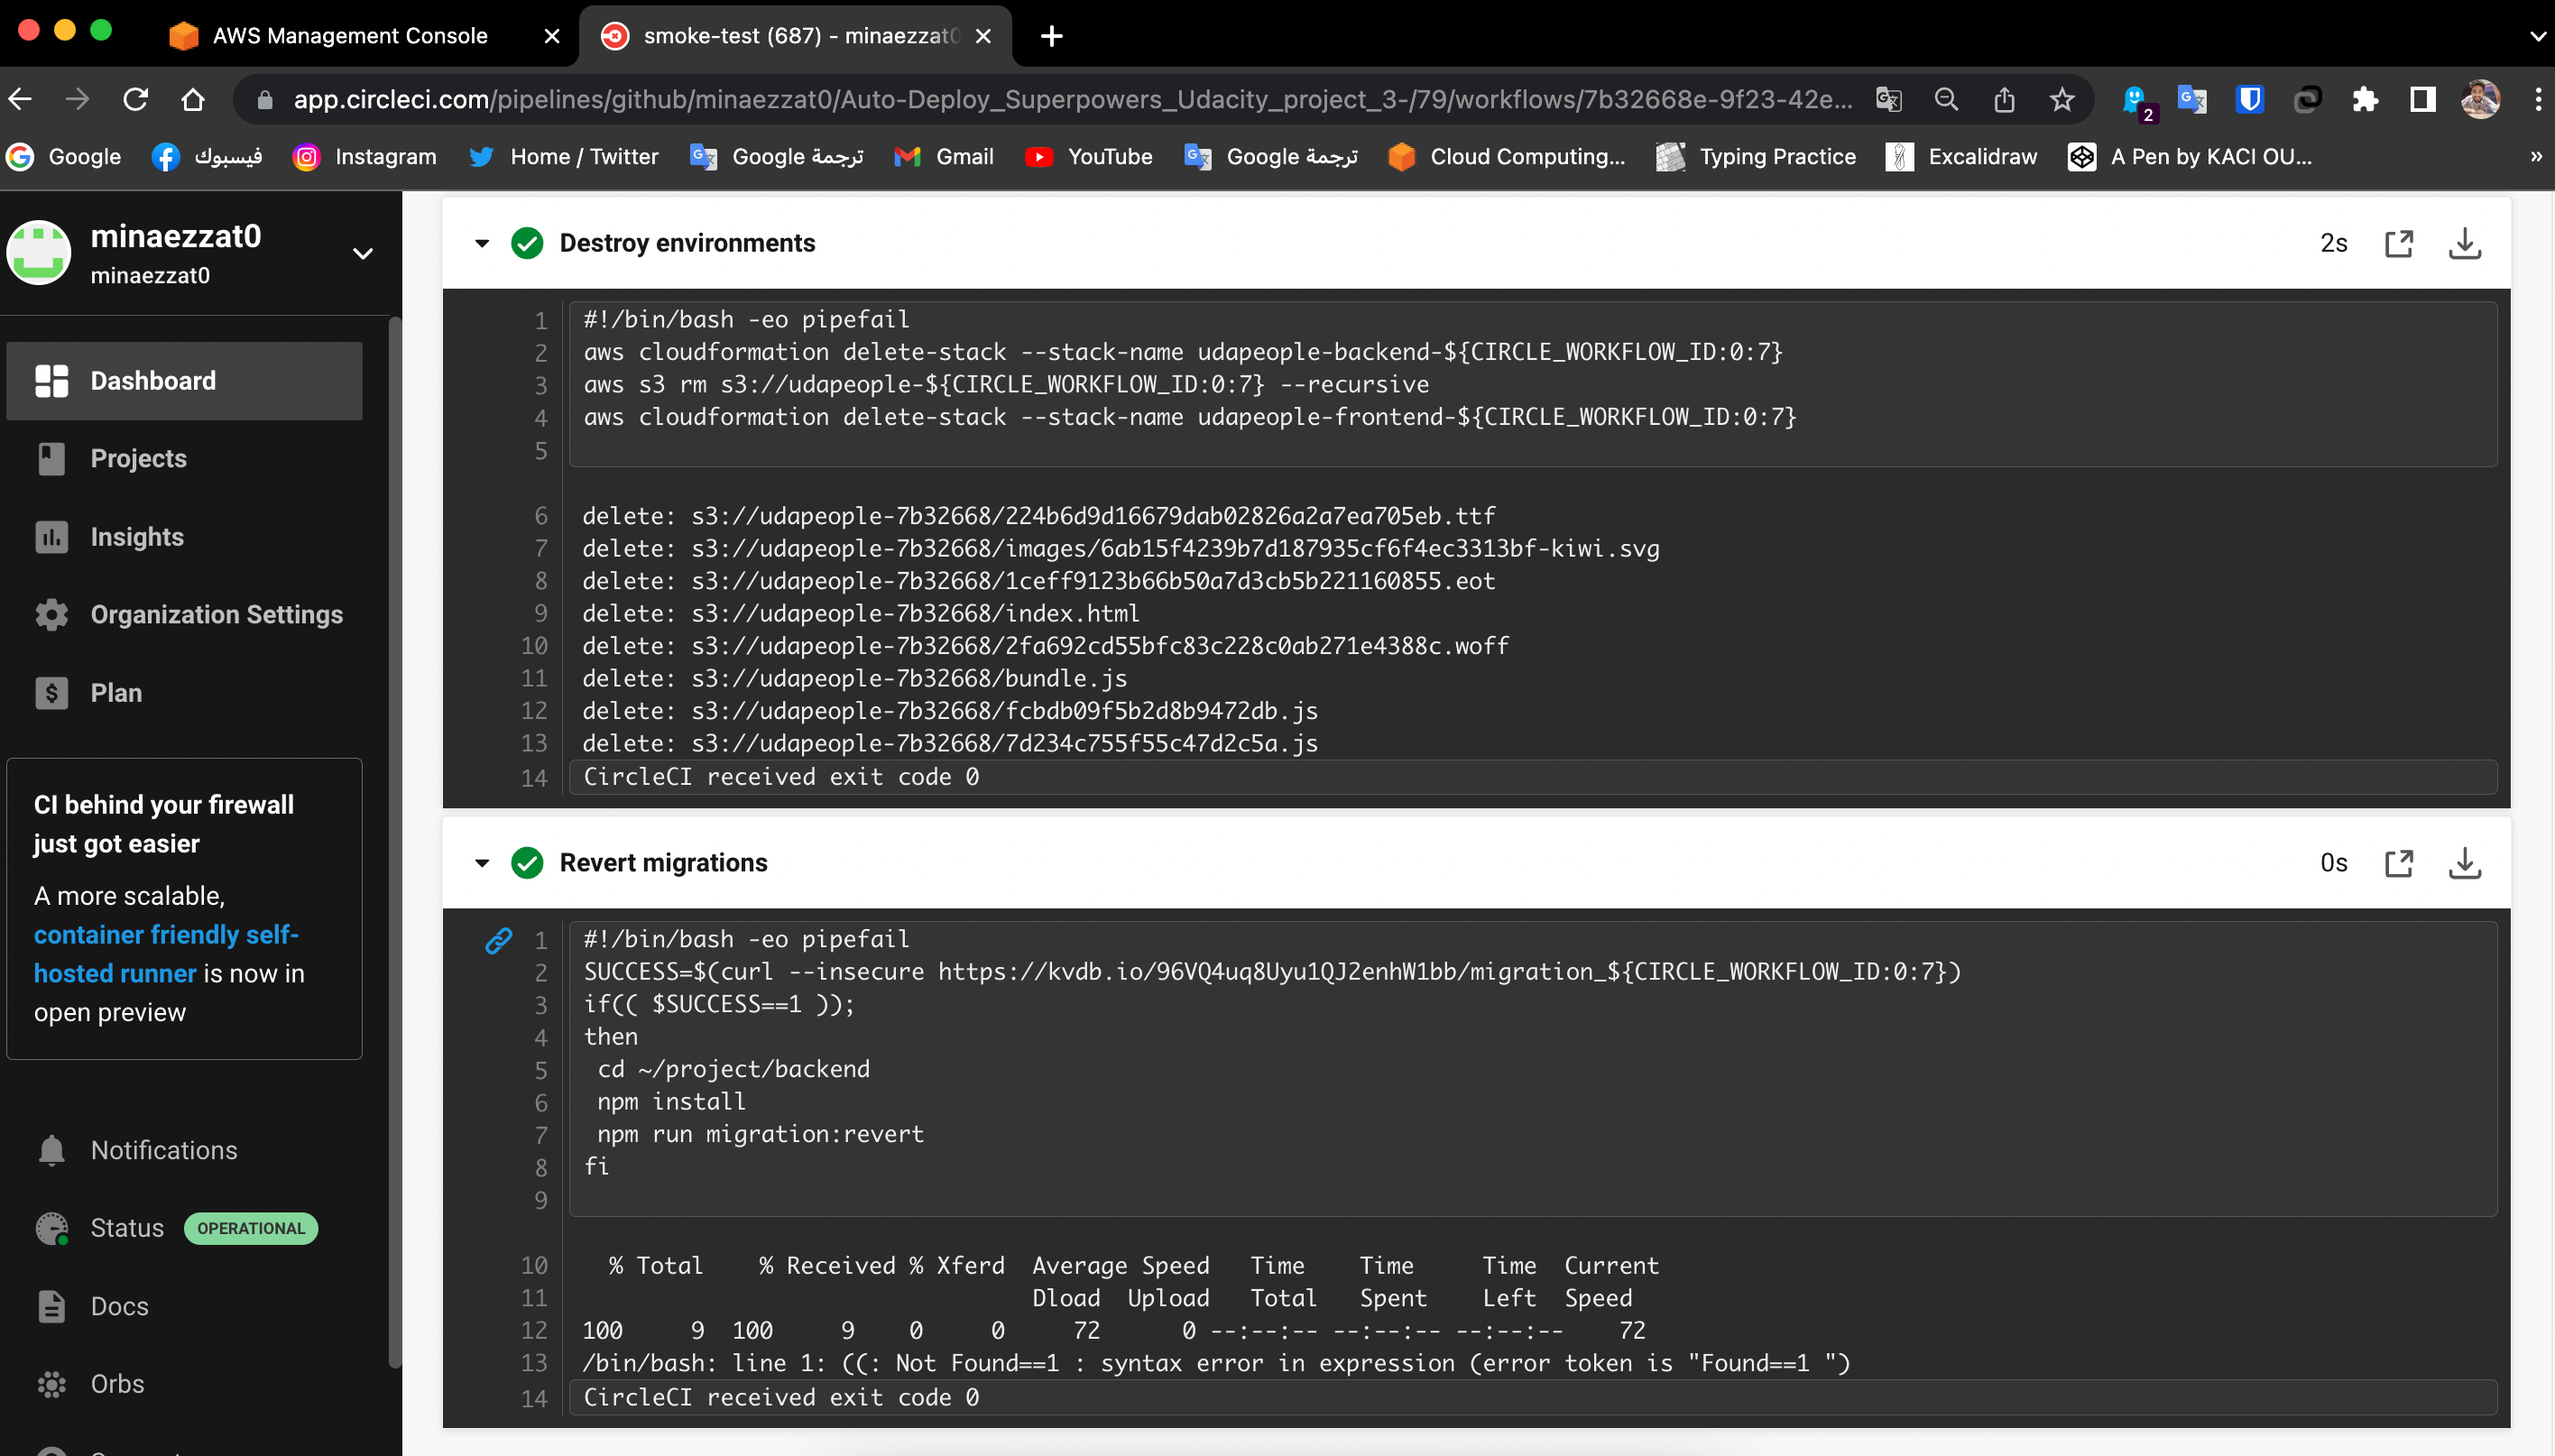 AWS Management Console
smoke-test (687) - minaezzat0
app.circleci.com/pipelines/github/minaezzat0/Auto-Deploy_Superpowers_Udacity_project_3-/79/workflows/7b32668e-9f23-42e...
2
Google
فيسبوك
Instagram
Home / Twitter
Google ترجمة
Gmail
YouTube
Google ترجمة
Cloud Computing...
Typing Practice
Excalidraw
A Pen by KACI OU...
»
minaezzat0
minaezzat0
Dashboard
Projects
Insights
Organization Settings
Plan
CI behind your firewall
just got easier
A more scalable,
container friendly self-
hosted runner is now in
open preview
Notifications
Status OPERATIONAL
Docs
Orbs
Destroy environments
2s
1 #!/bin/bash -eo pipefail
2 aws cloudformation delete-stack --stack-name udapeople-backend-${CIRCLE_WORKFLOW_ID:0:7}
3 aws s3 rm s3://udapeople-${CIRCLE_WORKFLOW_ID:0:7} --recursive
4 aws cloudformation delete-stack --stack-name udapeople-frontend-${CIRCLE_WORKFLOW_ID:0:7}
5
6 delete: s3://udapeople-7b32668/224b6d9d16679dab02826a2a7ea705eb.ttf
7 delete: s3://udapeople-7b32668/images/6ab15f4239b7d187935cf6f4ec3313bf-kiwi.svg
8 delete: s3://udapeople-7b32668/1ceff9123b66b50a7d3cb5b221160855.eot
9 delete: s3://udapeople-7b32668/index.html
10 delete: s3://udapeople-7b32668/2fa692cd55bfc83c228c0ab271e4388c.woff
11 delete: s3://udapeople-7b32668/bundle.js
12 delete: s3://udapeople-7b32668/fcbdb09f5b2d8b9472db.js
13 delete: s3://udapeople-7b32668/7d234c755f55c47d2c5a.js
14 CircleCI received exit code 0
Revert migrations
0s
1 #!/bin/bash -eo pipefail
2 SUCCESS=$(curl --insecure https://kvdb.io/96VQ4uq8Uyu1QJ2enhW1bb/migration_${CIRCLE_WORKFLOW_ID:0:7})
3 if(( $SUCCESS==1 ));
4 then
5 cd ~/project/backend
6 npm install
7 npm run migration:revert
8 fi
9
10 % Total % Received % Xferd Average Speed Time Time Time Current
11 Dload Upload Total Spent Left Speed
12 100 9 100 9 0 0 72 0 --:--:-- --:--:-- --:--:-- 72
13 /bin/bash: line 1: ((: Not Found==1 : syntax error in expression (error token is "Found==1 ")
14 CircleCI received exit code 0